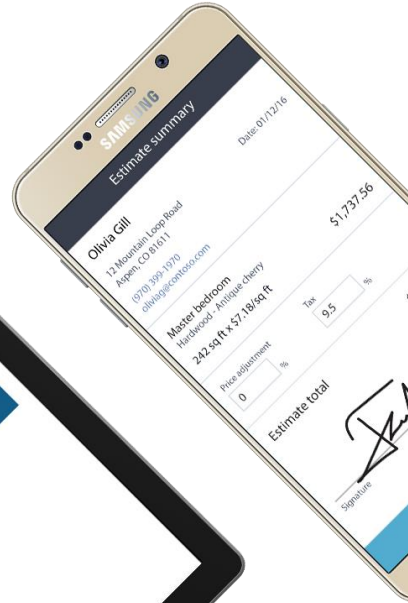 SAMSUNG
Estimate summary
Date: 01/12/16
Olivia Gill
12 Mountain Loop Road
Aspen, CO 81611
(970) 399-1970
oliviag@contoso.com
Master bedroom
Hardwood - Antique cherry
242 sq ft x $7.18/sq ft
$1,737.56
Price adjustment
Tax
0 %
9.5 %
Estimate total
Signature